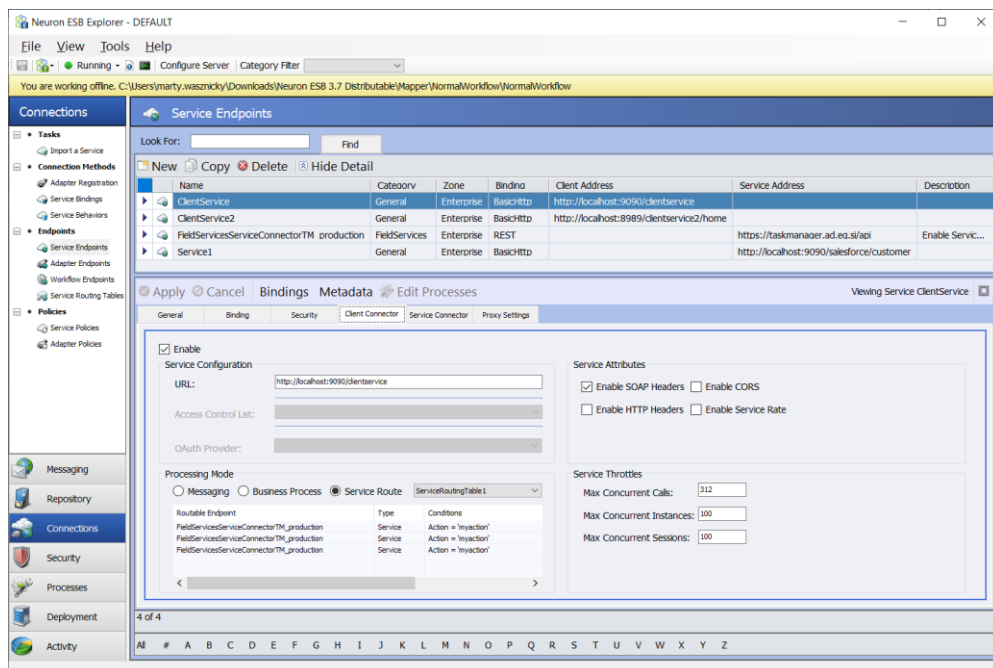 Neuron ESB Explorer - DEFAULT
File View Tools Help
Running Configure Server Category Filter
You are working offline. C:\Users\marty.wasznicky\Downloads\Neuron ESB 3.7 Distributable\Mapper\NormalWorkflow\NormalWorkflow
Connections
Tasks
Import a Service
Connection Methods
Adapter Registration
Service Bindings
Service Behaviors
Endpoints
Service Endpoints
Adapter Endpoints
Workflow Endpoints
Service Routing Tables
Policies
Service Policies
Adapter Policies
Messaging
Repository
Connections
Security
Processes
Deployment
Activity
Service Endpoints
Look For: Find
New Copy Delete Hide Detail
Name Category Zone Binding Client Address Service Address Description
ClientService General Enterprise BasicHttp http://localhost:9090/clientservice
ClientService2 General Enterprise BasicHttp http://localhost:8989/clientservice2/home
FieldServicesServiceConnectorTM_production FieldServices Enterprise REST https://taskmanager.ad.eq.si/api Enable Servic...
Service1 General Enterprise BasicHttp http://localhost:9090/salesforce/customer
Apply Cancel Bindings Metadata Edit Processes Viewing Service ClientService
General Binding Security Client Connector Service Connector Proxy Settings
Enable
Service Configuration
URL: http://localhost:9090/clientservice
Access Control List:
OAuth Provider:
Service Attributes
Enable SOAP Headers Enable CORS
Enable HTTP Headers Enable Service Rate
Processing Mode
Messaging Business Process Service Route ServiceRoutingTable1
Routable Endpoint Type Conditions
FieldServicesServiceConnectorTM_production Service Action = 'myaction'
FieldServicesServiceConnectorTM_production Service Action = 'myaction'
FieldServicesServiceConnectorTM_production Service Action = 'myaction'
Service Throttles
Max Concurrent Calls: 312
Max Concurrent Instances: 100
Max Concurrent Sessions: 100
4 of 4
All # A B C D E F G H I J K L M N O P Q R S T U V W X Y Z